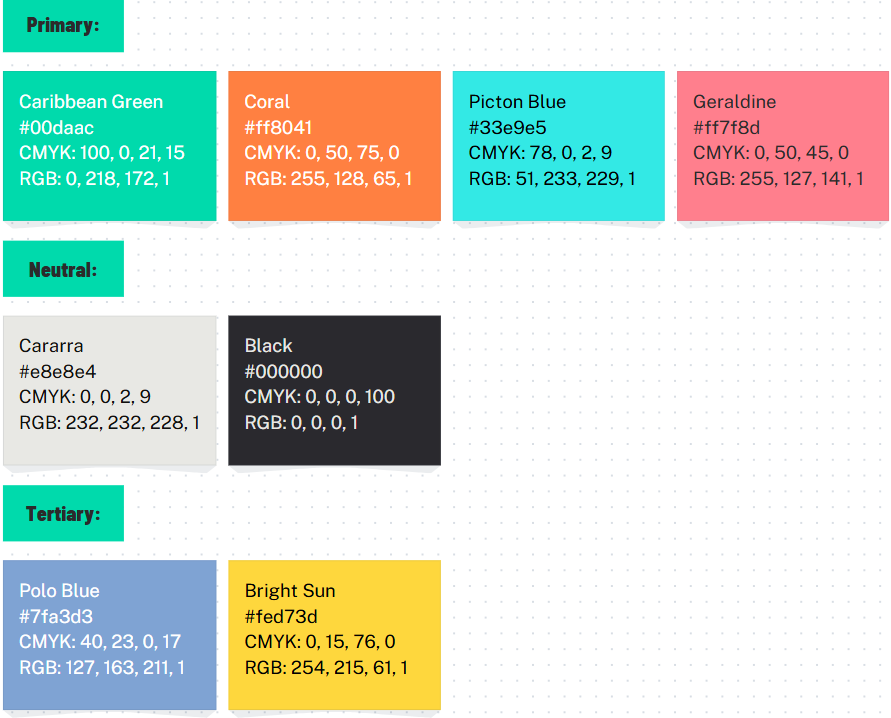 Primary:
Caribbean Green
#00daac
CMYK: 100, 0, 21, 15
RGB: 0, 218, 172, 1
Coral
#ff8041
CMYK: 0, 50, 75, 0
RGB: 255, 128, 65, 1
Picton Blue
#33e9e5
CMYK: 78, 0, 2, 9
RGB: 51, 233, 229, 1
Geraldine
#ff7f8d
CMYK: 0, 50, 45, 0
RGB: 255, 127, 141, 1
Neutral:
Cararra
#e8e8e4
CMYK: 0, 0, 2, 9
RGB: 232, 232, 228, 1
Black
#000000
CMYK: 0, 0, 0, 100
RGB: 0, 0, 0, 1
Tertiary:
Polo Blue
#7fa3d3
CMYK: 40, 23, 0, 17
RGB: 127, 163, 211, 1
Bright Sun
#fed73d
CMYK: 0, 15, 76, 0
RGB: 254, 215, 61, 1